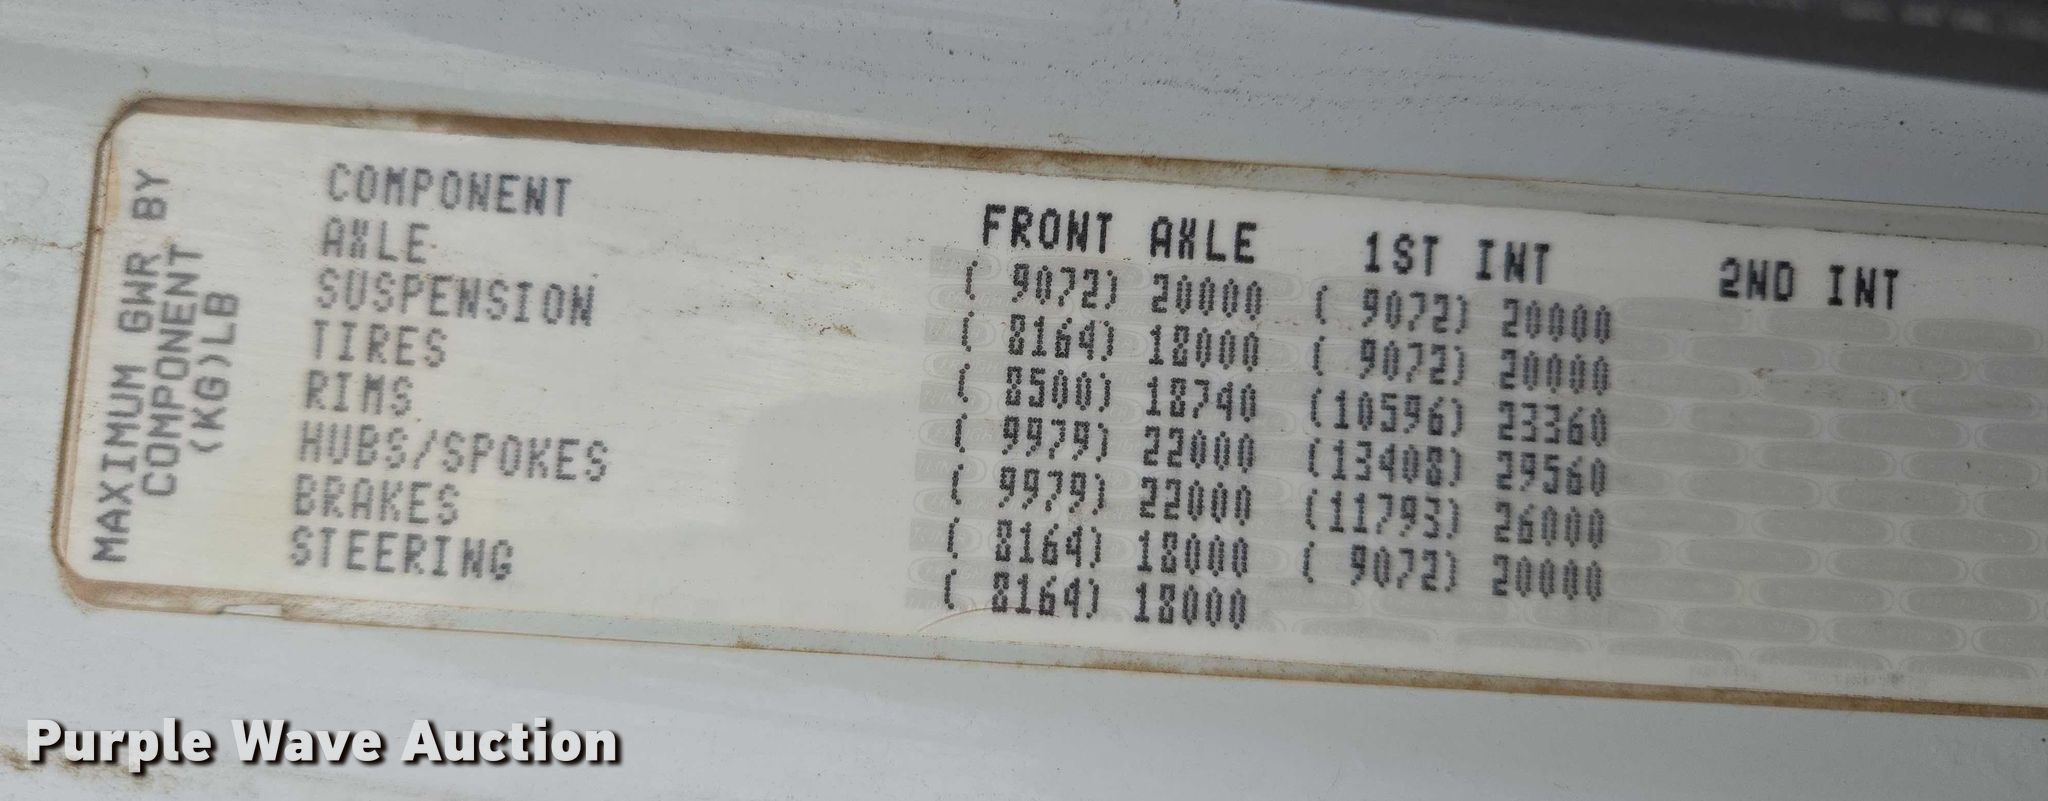 MAXIMUM GWR BY
COMPONENT
(KG)LB
COMPONENT FRONT AXLE 1ST INT 2ND INT
AXLE ( 9072) 20000 ( 9072) 20000
SUSPENSION ( 8164) 18000 ( 9072) 20000
TIRES ( 8500) 18740 (10596) 23360
RIMS ( 9979) 22000 (13408) 29560
HUBS/SPOKES ( 9979) 22000 (11793) 26000
BRAKES ( 8164) 18000 ( 9072) 20000
STEERING ( 8164) 18000
Purple Wave Auction